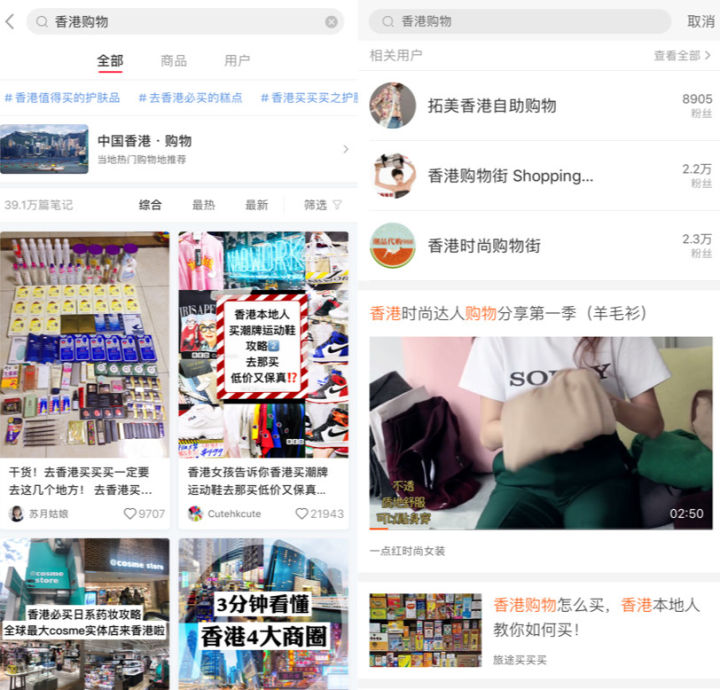 香港购物
全部
商品
用户
#香港值得买的护肤品
#去香港必买的糕点
#香港买买买之护肤
中国香港·购物
当地热门购物地推荐
39.1万篇笔记
综合
最热
最新
筛选
香港本地人
买潮牌运动鞋
攻略2
去那买
低价又保真!?
干货！去香港买买买一定要
去这几个地方！ 去香港买...
苏月姑娘
9707
香港女孩告诉你香港买潮牌
运动鞋去那买低价又保真...
Cutehkcute
21943
@cosme
store
@cosme store
香港必买日系药妆攻略
全球最大cosme实体店来香港啦
3分钟看懂
香港4大商圈
香港购物
取消
相关用户
查看全部
拓美香港自助购物
8905
粉丝
香港购物街 Shopping...
2.2万
粉丝
潮品代购
香港时尚购物街
2.3万
粉丝
香港时尚达人购物分享第一季（羊毛衫）
不透
质地舒服
可以贴身穿
02:50
一点红时尚女装
香港购物怎么买，香港本地人
教你如何买！
旅途买买买